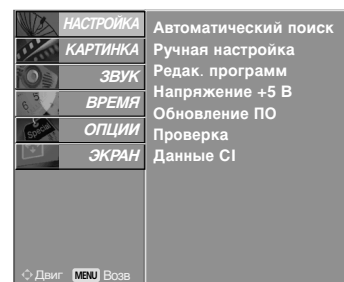 НАСТРОЙКА
КАРТИНКА
ЗВУК
ВРЕМЯ
ОПЦИИ
ЭКРАН
Автоматический поиск
Ручная настройка
Редак. программ
Напряжение +5 В
Обновление ПО
Проверка
Данные CI
Special
Двиг MENU Возв